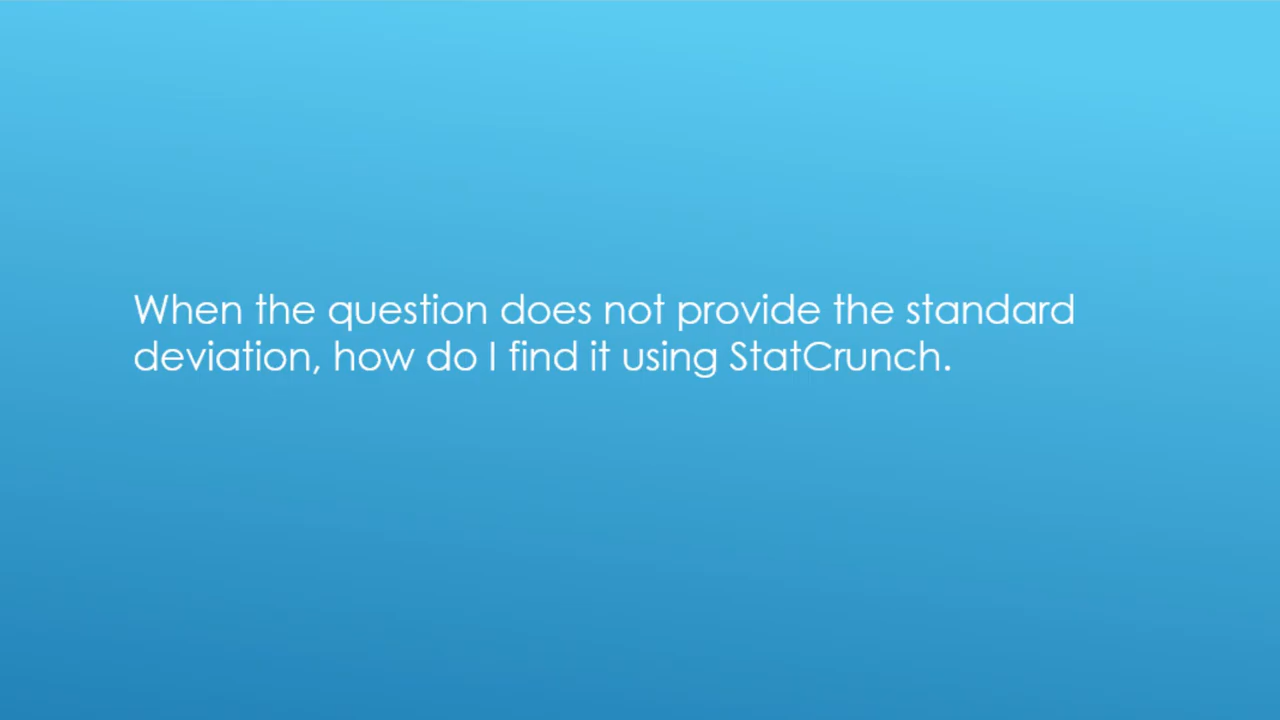 When the question does not provide the standard
deviation, how do I find it using StatCrunch.